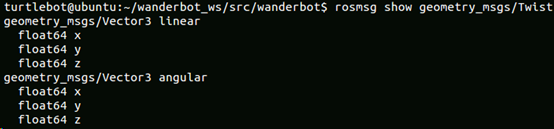 turtlebot@ubuntu:~/wanderbot_ws/src/wanderbot$ rosmsg show geometry_msgs/Twist
geometry_msgs/Vector3 linear
  float64 x
  float64 y
  float64 z
geometry_msgs/Vector3 angular
  float64 x
  float64 y
  float64 z